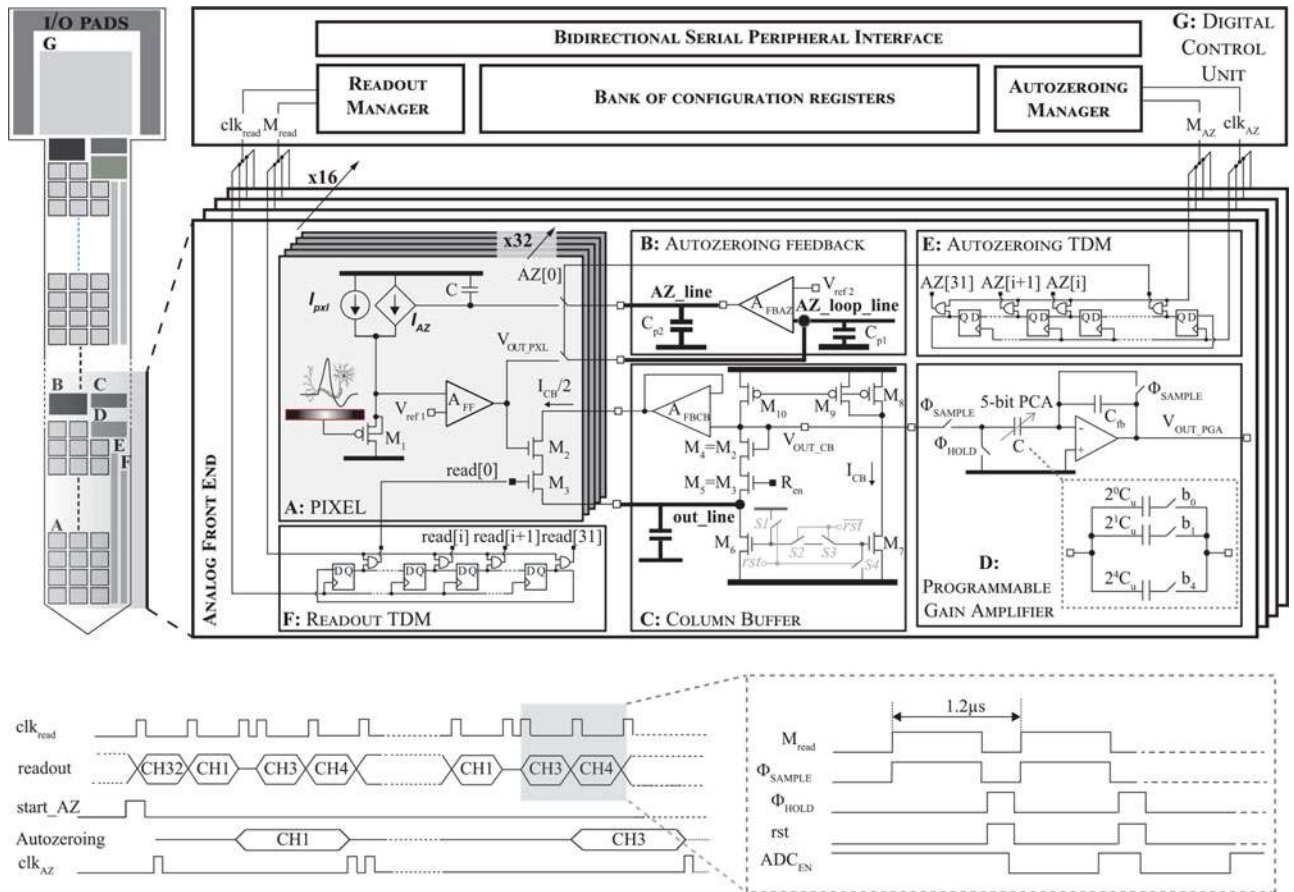 I/O PADS
G
B
C
D
E
F
A
BIDIRECTIONAL SERIAL PERIPHERAL INTERFACE
G: DIGITAL CONTROL UNIT
READOUT MANAGER
BANK OF CONFIGURATION REGISTERS
AUTOZEROING MANAGER
clk_read M_read
M_AZ clk_AZ
x16
ANALOG FRONT END
x32
AZ[0]
I_pxl
I_AZ
C
V_OUT_PXL
V_ref 1
A_FF
I_CB/2
M_1
M_2
M_3
read[0]
A: PIXEL
B: AUTOZEROING FEEDBACK
AZ_line
A_FBAZ
V_ref 2
AZ_loop_line
C_p2
C_p1
E: AUTOZEROING TDM
AZ[31] AZ[i+1] AZ[i]
Q D Q D Q D Q D
A_FBCB
M_10
M_9
M_8
M_4=M_2
V_OUT_CB
M_5=M_3
R_en
I_CB
out_line
M_6
S1
S2
S3
rst
rst
S4
M_7
C: COLUMN BUFFER
Φ_SAMPLE
5-bit PCA
Φ_SAMPLE
C_fb
Φ_HOLD
C
-
+
V_OUT_PGA
2^0C_u b_0
2^1C_u b_1
2^4C_u b_4
D: PROGRAMMABLE GAIN AMPLIFIER
read[i] read[i+1] read[31]
D Q D Q D Q D Q
F: READOUT TDM
clk_read
readout CH32 CH1 CH3 CH4 CH1 CH3 CH4
start_AZ
Autozeroing CH1 CH3
clk_AZ
1.2µs
M_read
Φ_SAMPLE
Φ_HOLD
rst
ADC_EN